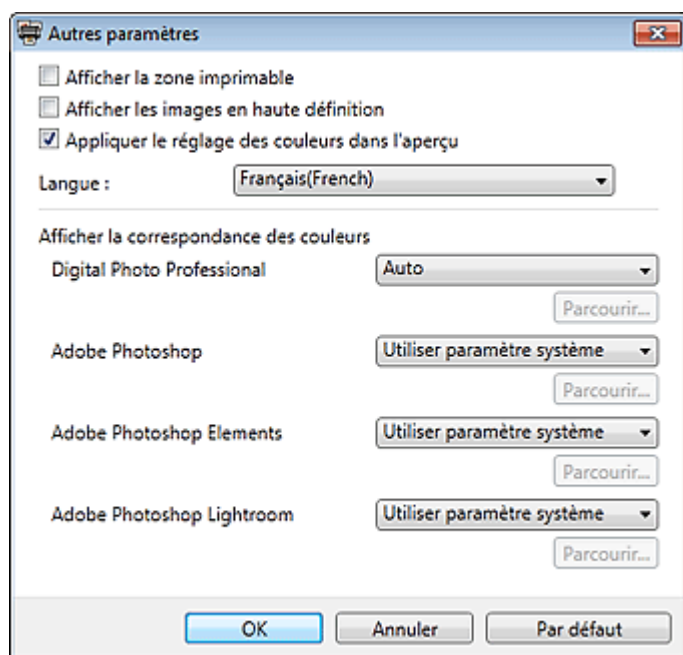 Autres paramètres
Afficher la zone imprimable
Afficher les images en haute définition
Appliquer le réglage des couleurs dans l'aperçu
Langue : Français(French)
Afficher la correspondance des couleurs
Digital Photo Professional Auto
Parcourir...
Adobe Photoshop Utiliser paramètre système
Parcourir...
Adobe Photoshop Elements Utiliser paramètre système
Parcourir...
Adobe Photoshop Lightroom Utiliser paramètre système
Parcourir...
OK Annuler Par défaut